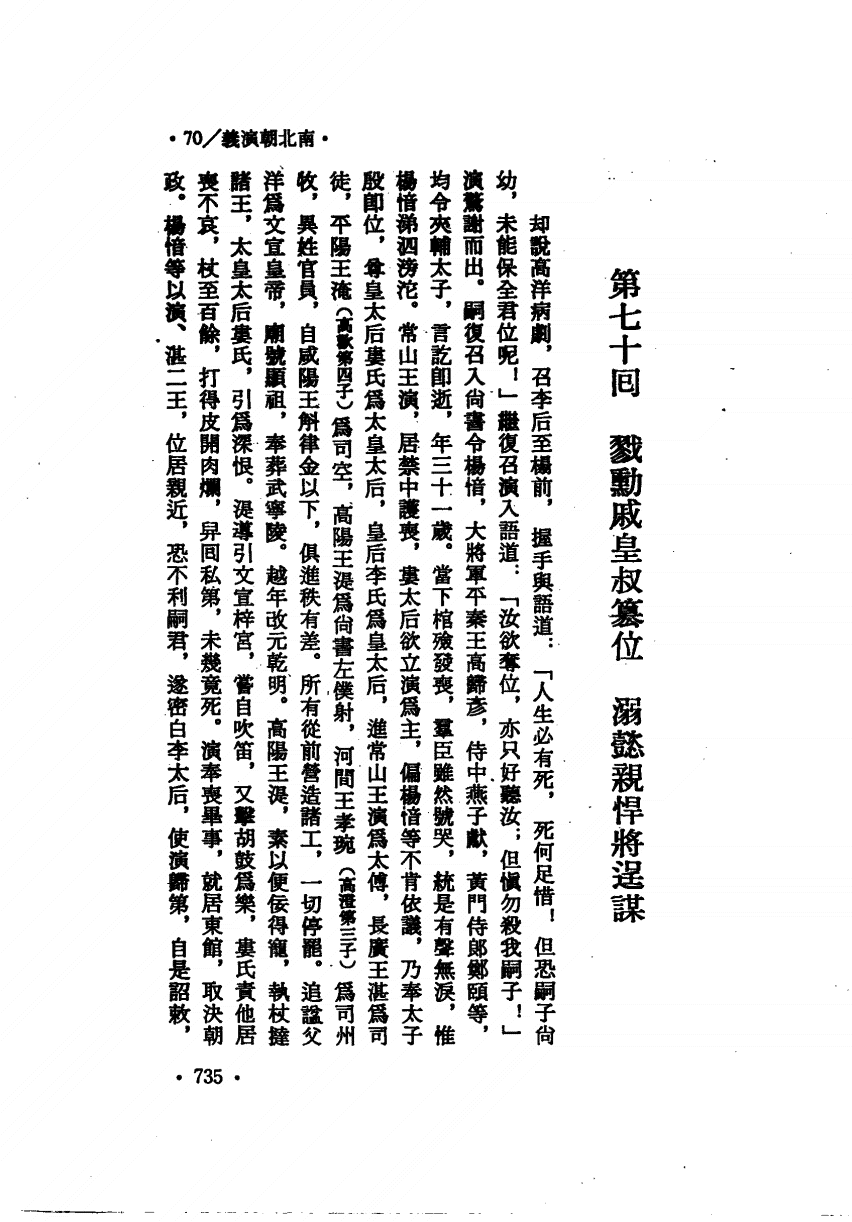 ·70/義演朝北南·
第七十回　戮勳戚皇叔篡位　溺懿親悍將逞謀
却說高洋病劇，召李后至榻前，握手與語道：「人生必有死，死何足惜！但恐嗣子尙
幼，未能保全君位呢！」繼復召演入語道：「汝欲奪位，亦只好聽汝；但愼勿殺我嗣子！」
演驚謝而出。嗣復召入尙書令楊愔，大將軍平秦王高歸彥，侍中燕子獻，黃門侍郎鄭頤等，
均令夾輔太子，言訖卽逝，年三十一歲。當下棺殮發喪，羣臣雖然號哭，統是有聲無淚，惟
楊愔涕泗滂沱。常山王演，居禁中護喪，婁太后欲立演爲主，偏楊愔等不肯依議，乃奉太子
殷卽位，尊皇太后婁氏爲太皇太后，皇后李氏爲皇太后，進常山王演爲太傅，長廣王湛爲司
徒，平陽王淹（高歡第四子）爲司空，高陽王湜爲尙書左僕射，河間王孝琬（高澄第三子）爲司州
牧，異姓官員，自咸陽王斛律金以下，俱進秩有差。所有從前營造諸工，一切停罷。追諡父
洋爲文宣皇帝，廟號顯祖，奉葬武寧陵。越年改元乾明。高陽王湜，素以便佞得寵，執杖撻
諸王，太皇太后婁氏，引爲深恨。湜導引文宣梓宮，嘗自吹笛，又擊胡鼓爲樂，婁氏責他居
喪不哀，杖至百餘，打得皮開肉爛，舁回私第，未幾竟死。演奉喪畢事，就居東館，取決朝
政。楊愔等以演、湛二王，位居親近，恐不利嗣君，遂密白李太后，使演歸第，自是詔敕，
·735·